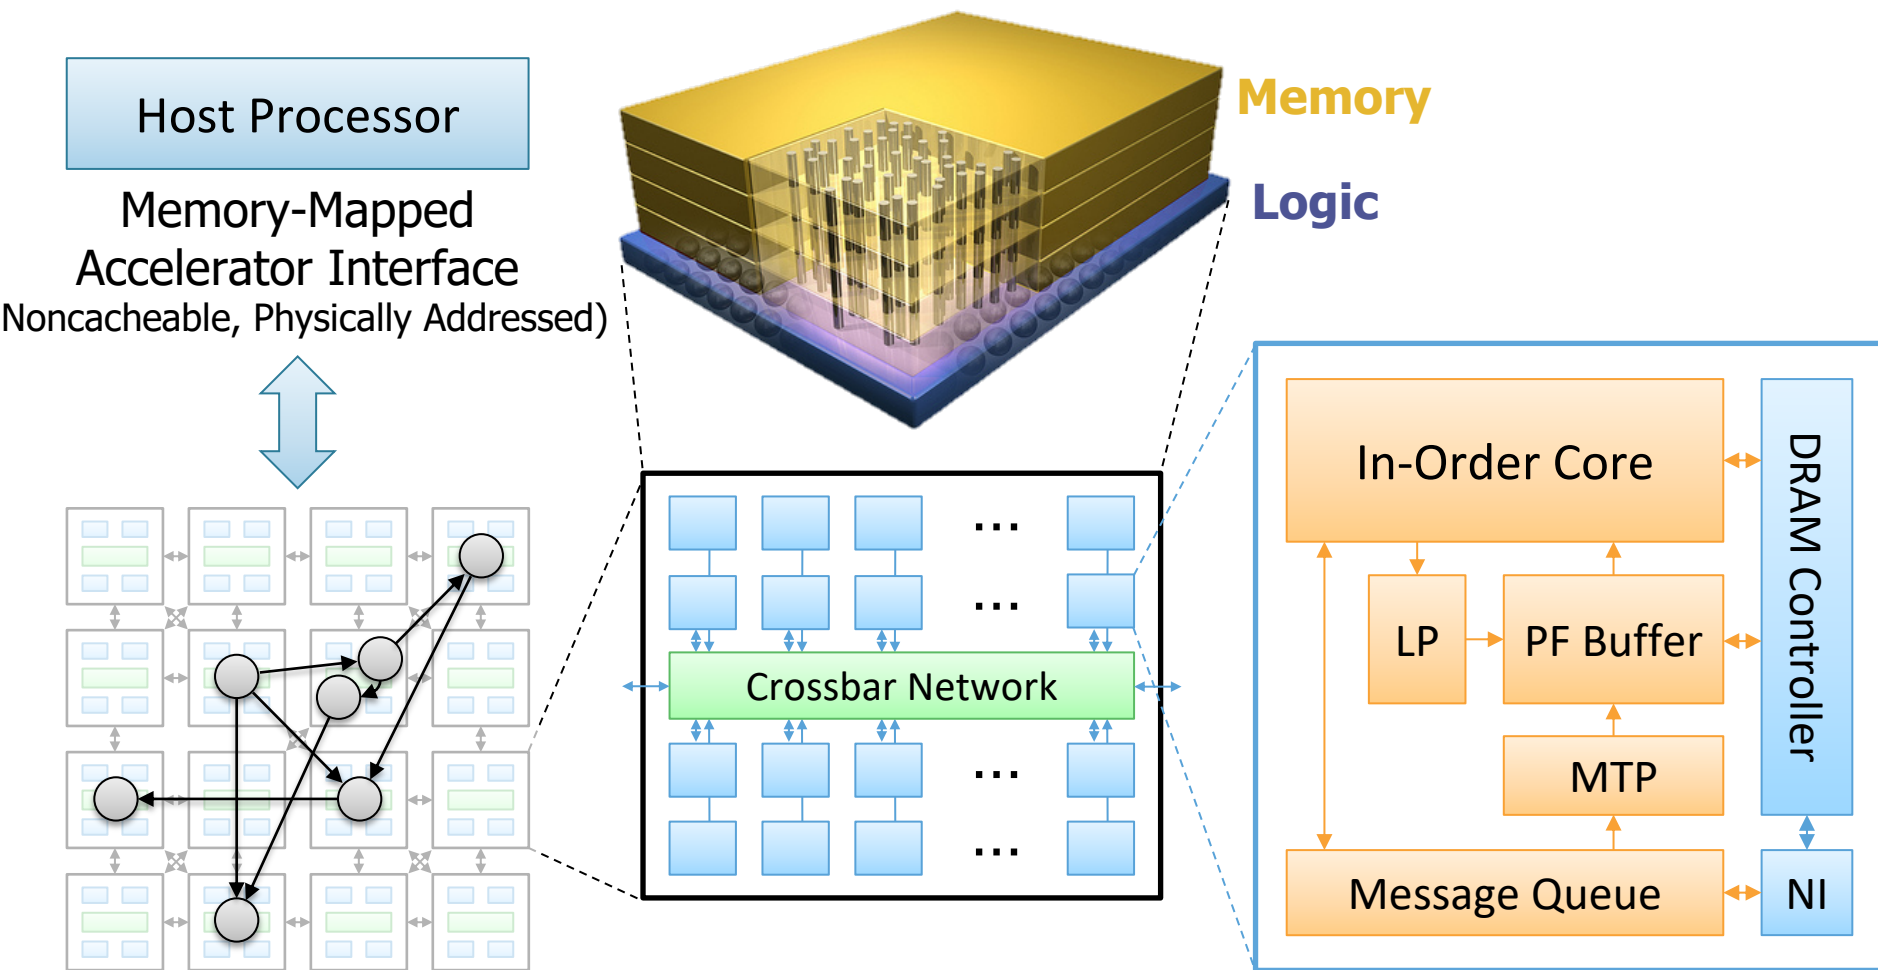 Host Processor
Memory-Mapped
Accelerator Interface
Noncacheable, Physically Addressed)
Memory
Logic
...
...
Crossbar Network
...
...
In-Order Core
LP
PF Buffer
MTP
Message Queue
DRAM Controller
NI